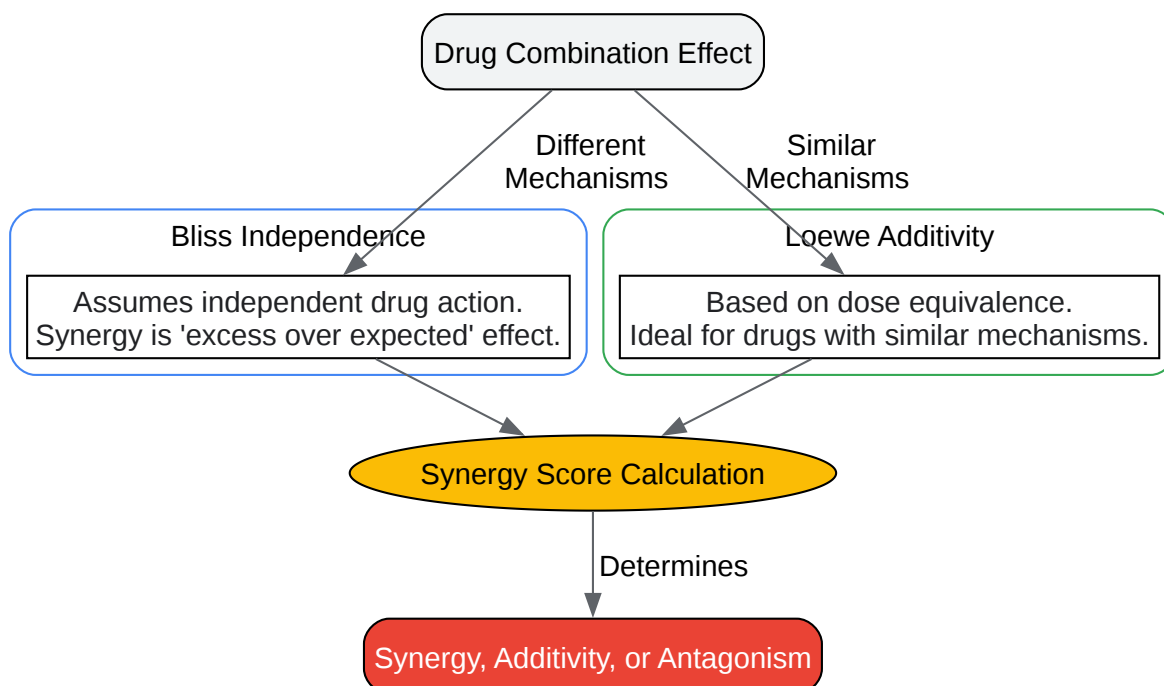 Drug Combination Effect
Different
Mechanisms
Similar
Mechanisms
Bliss Independence
Assumes independent drug action.
Synergy is 'excess over expected' effect.
Loewe Additivity
Based on dose equivalence.
Ideal for drugs with similar mechanisms.
Synergy Score Calculation
Determines
Synergy, Additivity, or Antagonism